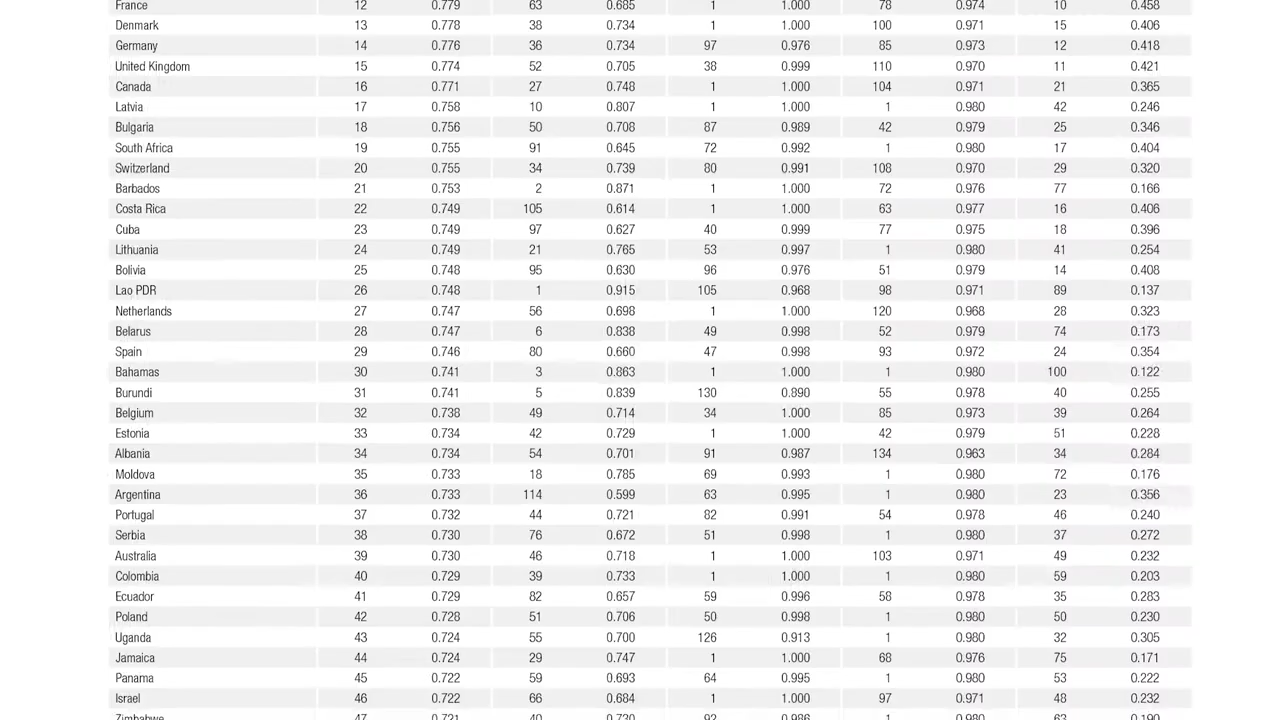 France 12 0.779 63 0.685 1 1.000 78 0.974 10 0.458
Denmark 13 0.778 38 0.734 1 1.000 100 0.971 15 0.406
Germany 14 0.776 36 0.734 97 0.976 85 0.973 12 0.418
United Kingdom 15 0.774 52 0.705 38 0.999 110 0.970 11 0.421
Canada 16 0.771 27 0.748 1 1.000 104 0.971 21 0.365
Latvia 17 0.758 10 0.807 1 1.000 1 0.980 42 0.246
Bulgaria 18 0.756 50 0.708 87 0.989 42 0.979 25 0.346
South Africa 19 0.755 91 0.645 72 0.992 1 0.980 17 0.404
Switzerland 20 0.755 34 0.739 80 0.991 108 0.970 29 0.320
Barbados 21 0.753 2 0.871 1 1.000 72 0.976 77 0.166
Costa Rica 22 0.749 105 0.614 1 1.000 63 0.977 16 0.406
Cuba 23 0.749 97 0.627 40 0.999 77 0.975 18 0.396
Lithuania 24 0.749 21 0.765 53 0.997 1 0.980 41 0.254
Bolivia 25 0.748 95 0.630 96 0.976 51 0.979 14 0.408
Lao PDR 26 0.748 1 0.915 105 0.968 98 0.971 89 0.137
Netherlands 27 0.747 56 0.698 1 1.000 120 0.968 28 0.323
Belarus 28 0.747 6 0.838 49 0.998 52 0.979 74 0.173
Spain 29 0.746 80 0.660 47 0.998 93 0.972 24 0.354
Bahamas 30 0.741 3 0.863 1 1.000 1 0.980 100 0.122
Burundi 31 0.741 5 0.839 130 0.890 55 0.978 40 0.255
Belgium 32 0.738 49 0.714 34 1.000 85 0.973 39 0.264
Estonia 33 0.734 42 0.729 1 1.000 42 0.979 51 0.228
Albania 34 0.734 54 0.701 91 0.987 134 0.963 34 0.284
Moldova 35 0.733 18 0.785 69 0.993 1 0.980 72 0.176
Argentina 36 0.733 114 0.599 63 0.995 1 0.980 23 0.356
Portugal 37 0.732 44 0.721 82 0.991 54 0.978 46 0.240
Serbia 38 0.730 76 0.672 51 0.998 1 0.980 37 0.272
Australia 39 0.730 46 0.718 1 1.000 103 0.971 49 0.232
Colombia 40 0.729 39 0.733 1 1.000 1 0.980 59 0.203
Ecuador 41 0.729 82 0.657 59 0.996 58 0.978 35 0.283
Poland 42 0.728 51 0.706 50 0.998 1 0.980 50 0.230
Uganda 43 0.724 55 0.700 126 0.913 1 0.980 32 0.305
Jamaica 44 0.724 29 0.747 1 1.000 68 0.976 75 0.171
Panama 45 0.722 59 0.693 64 0.995 1 0.980 53 0.222
Israel 46 0.722 66 0.684 1 1.000 97 0.971 48 0.232
Zimbabwe 47 0.721 40 0.730 92 0.986 1 0.980 63